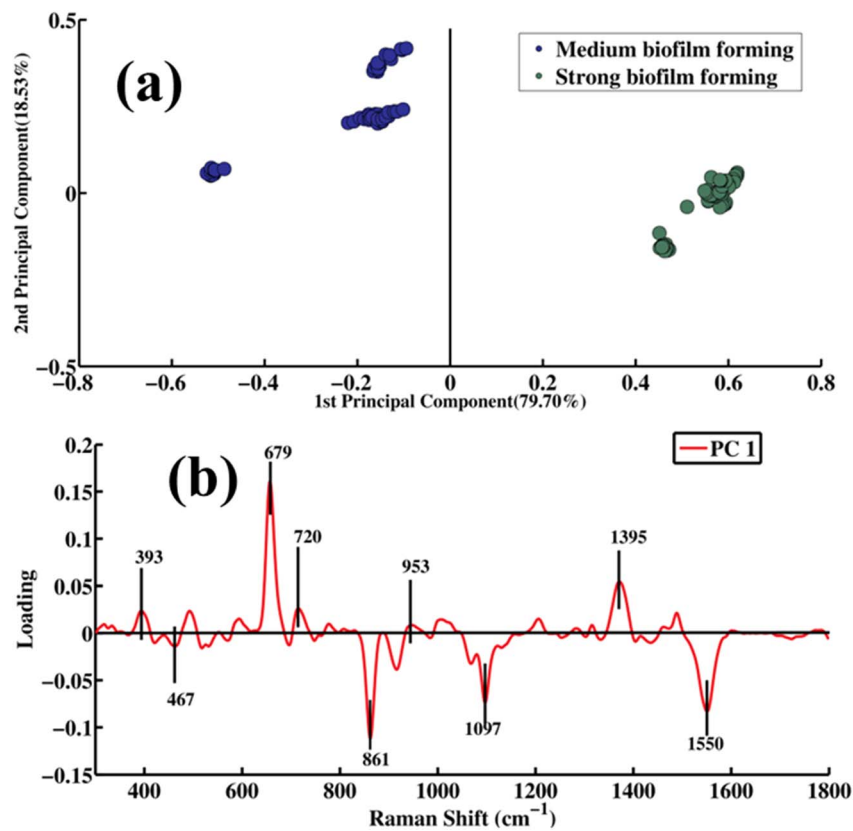 0.5
(a)
Medium biofilm forming
Strong biofilm forming
2nd Principal Component(18.53%)
0
−0.5
−0.8 −0.6 −0.4 −0.2 0 0.2 0.4 0.6 0.8
1st Principal Component(79.70%)
0.2
(b)
679
PC 1
0.15
0.1
393
720
953
1395
0.05
Loading
0
−0.05
467
1097
1550
−0.1
861
−0.15
400 600 800 1000 1200 1400 1600 1800
Raman Shift (cm⁻¹)